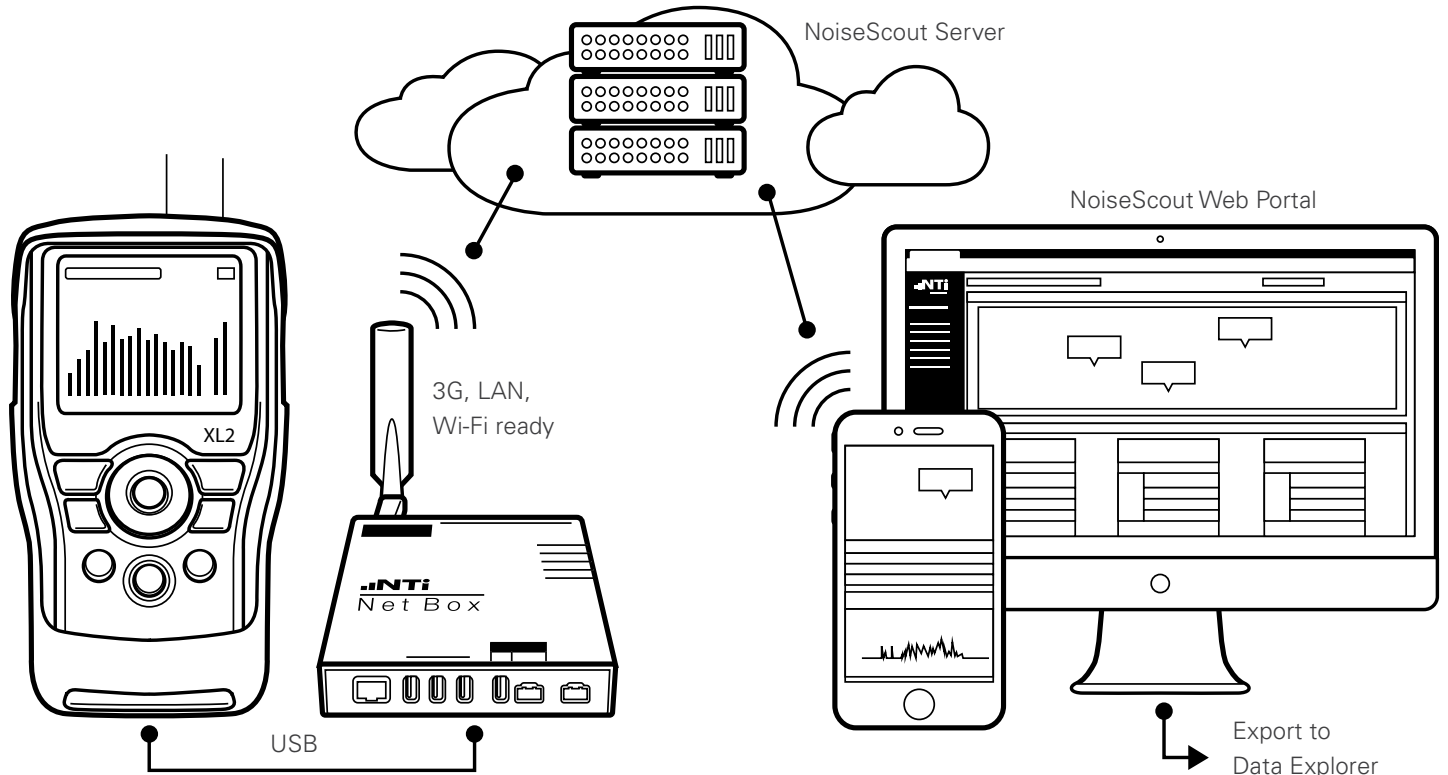 NoiseScout Server
NoiseScout Web Portal
NTi
XL2
3G, LAN,
Wi-Fi ready
NTi
Net Box
USB
Export to
Data Explorer